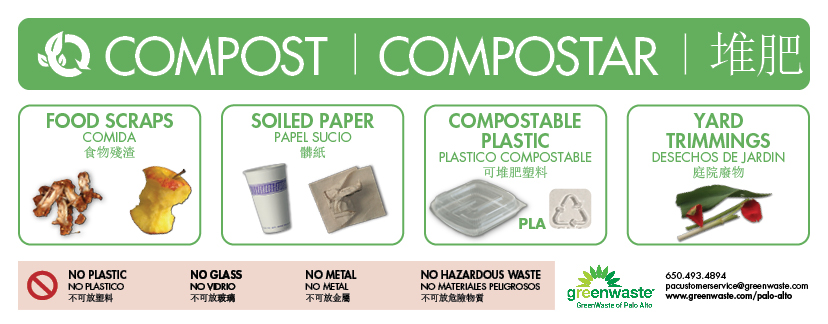 COMPOST | COMPOSTAR | 堆肥
FOOD SCRAPS
COMIDA
食物殘渣
SOILED PAPER
PAPEL SUCIO
髒紙
COMPOSTABLE
PLASTIC
PLASTICO COMPOSTABLE
可堆肥塑料
PLA
YARD
TRIMMINGS
DESECHOS DE JARDIN
庭院廢物
NO PLASTIC
NO PLASTICO
不可放塑料
NO GLASS
NO VIDRIO
不可放玻璃
NO METAL
NO METAL
不可放金屬
NO HAZARDOUS WASTE
NO MATERIALES PELIGROSOS
不可放危險物質
greenwaste
GreenWaste of Palo Alto
650.493.4894
pacustomerservice@greenwaste.com
www.greenwaste.com/palo-alto